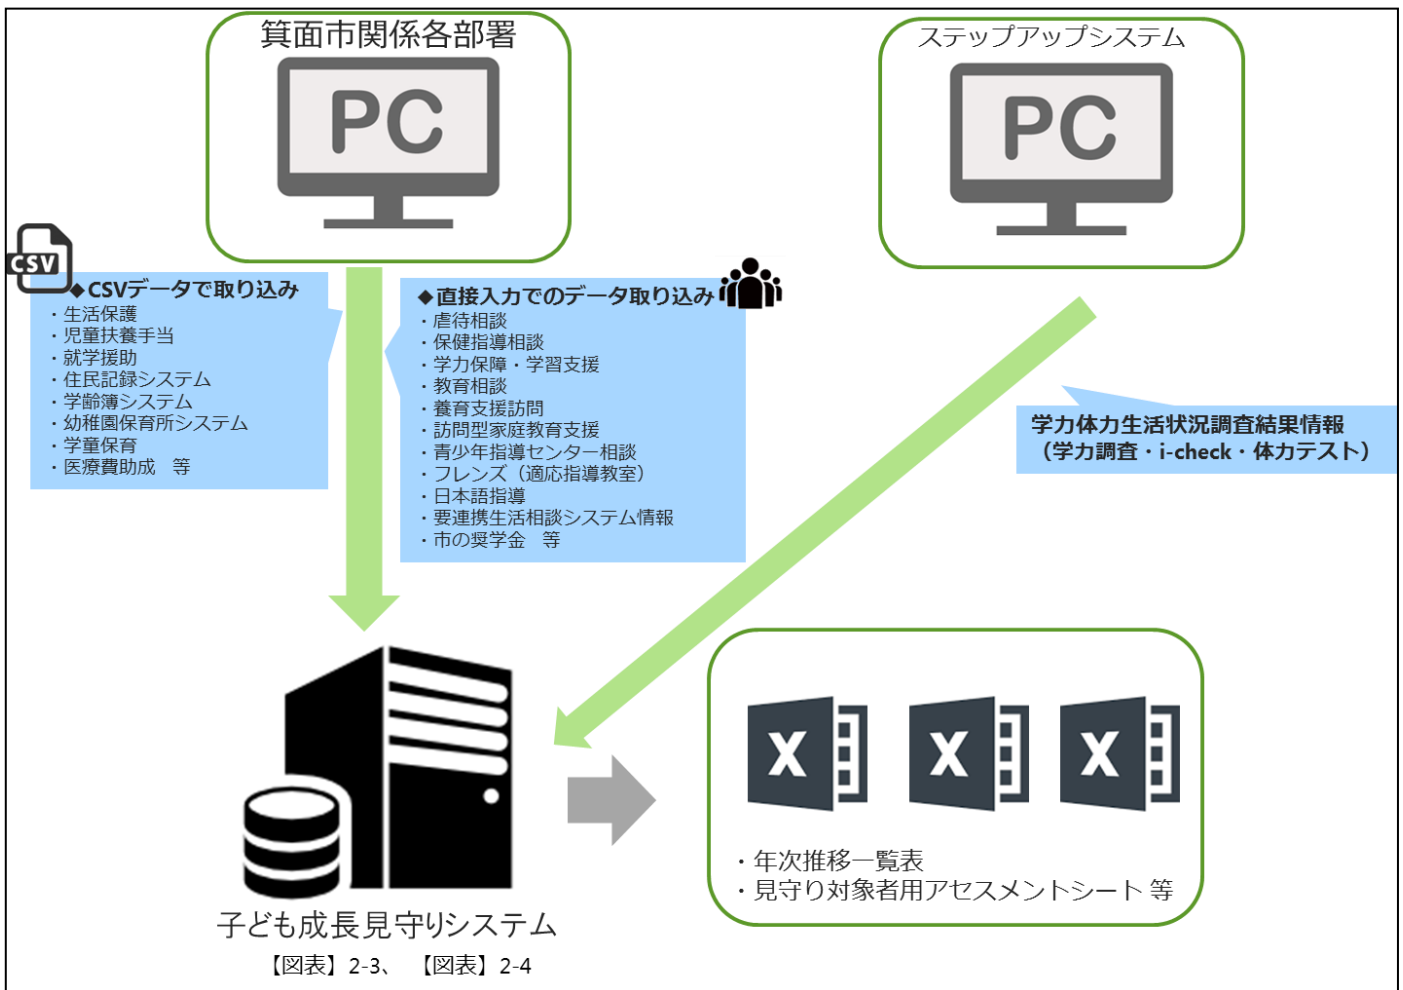 箕面市関係各部署
PC
ステップアップシステム
PC
CSV
◆CSVデータで取り込み
・生活保護
・児童扶養手当
・就学援助
・住民記録システム
・学齢簿システム
・幼稚園保育所システム
・学童保育
・医療費助成　等
◆直接入力でのデータ取り込み
・虐待相談
・保健指導相談
・学力保障・学習支援
・教育相談
・養育支援訪問
・訪問型家庭教育支援
・青少年指導センター相談
・フレンズ（適応指導教室）
・日本語指導
・要連携生活相談システム情報
・市の奨学金　等
学力体力生活状況調査結果情報
（学力調査・i-check・体力テスト）
X
X
X
・年次推移一覧表
・見守り対象者用アセスメントシート 等
子ども成長見守りシステム
【図表】2-3、 【図表】2-4